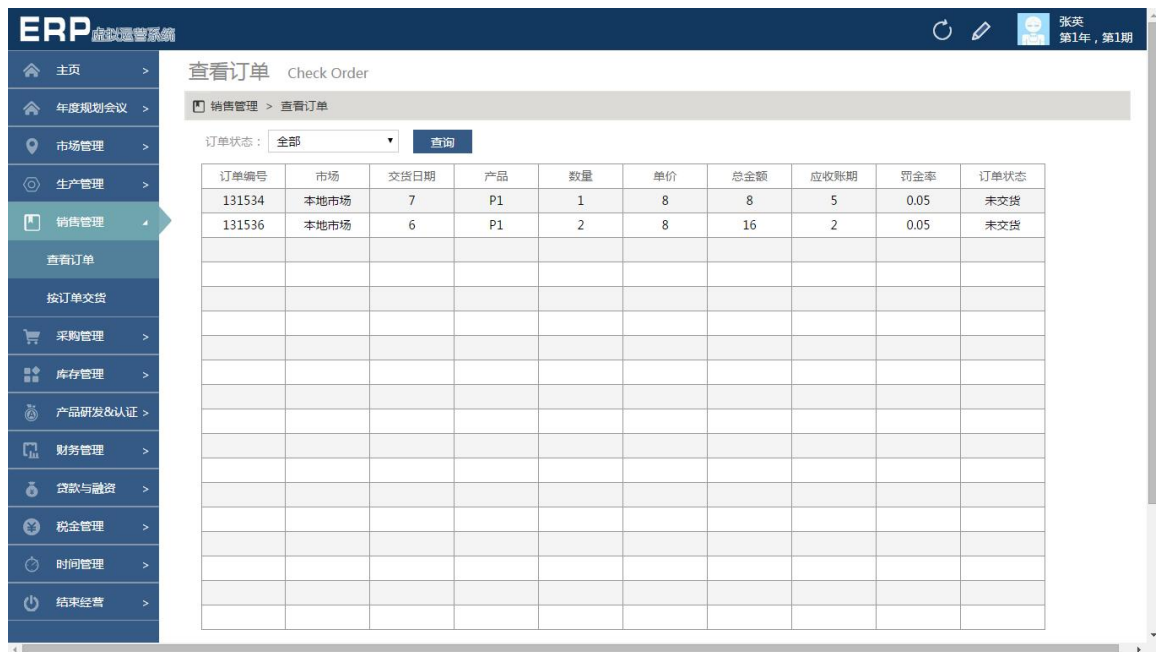 ERP虚拟运营系统
张英
第1年，第1期
主页 >
年度规划会议 >
市场管理 >
生产管理 >
销售管理
查看订单
按订单交货
采购管理 >
库存管理 >
产品研发&认证 >
财务管理 >
贷款与融资 >
税金管理 >
时间管理 >
结束经营 >
查看订单 Check Order
销售管理 > 查看订单
订单状态： 全部 查询
订单编号 市场 交货日期 产品 数量 单价 总金额 应收账期 罚金率 订单状态
131534 本地市场 7 P1 1 8 8 5 0.05 未交货
131536 本地市场 6 P1 2 8 16 2 0.05 未交货